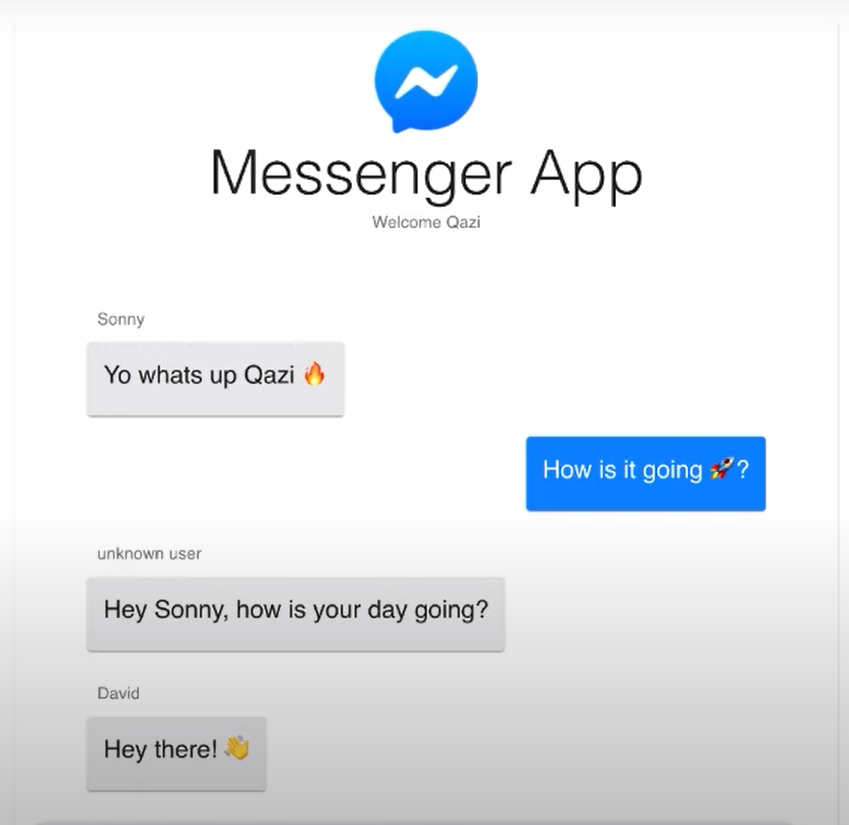 Messenger App
Welcome Qazi
Sonny
Yo whats up Qazi 🔥
How is it going 🚀?
unknown user
Hey Sonny, how is your day going?
David
Hey there! 👋